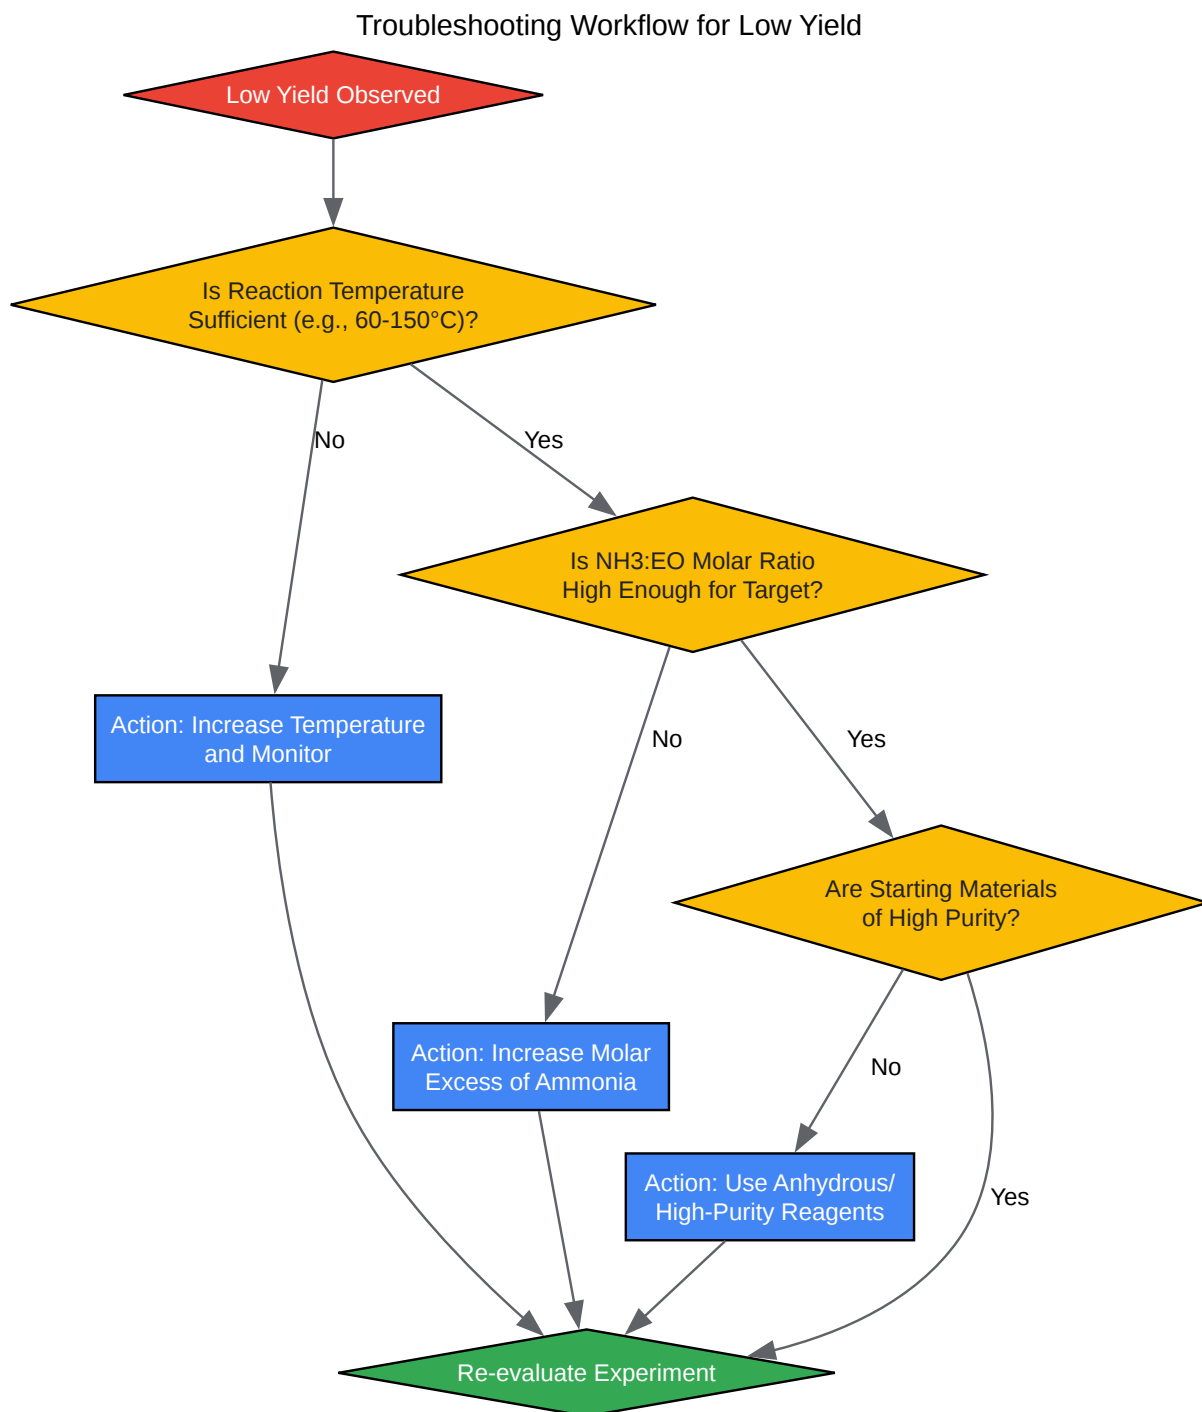 Troubleshooting Workflow for Low Yield
Low Yield Observed
Is Reaction Temperature
Sufficient (e.g., 60-150°C)?
No
Yes
Is NH3:EO Molar Ratio
High Enough for Target?
Action: Increase Temperature
and Monitor
No
Yes
Are Starting Materials
of High Purity?
Action: Increase Molar
Excess of Ammonia
No
Action: Use Anhydrous/
High-Purity Reagents
Yes
Re-evaluate Experiment